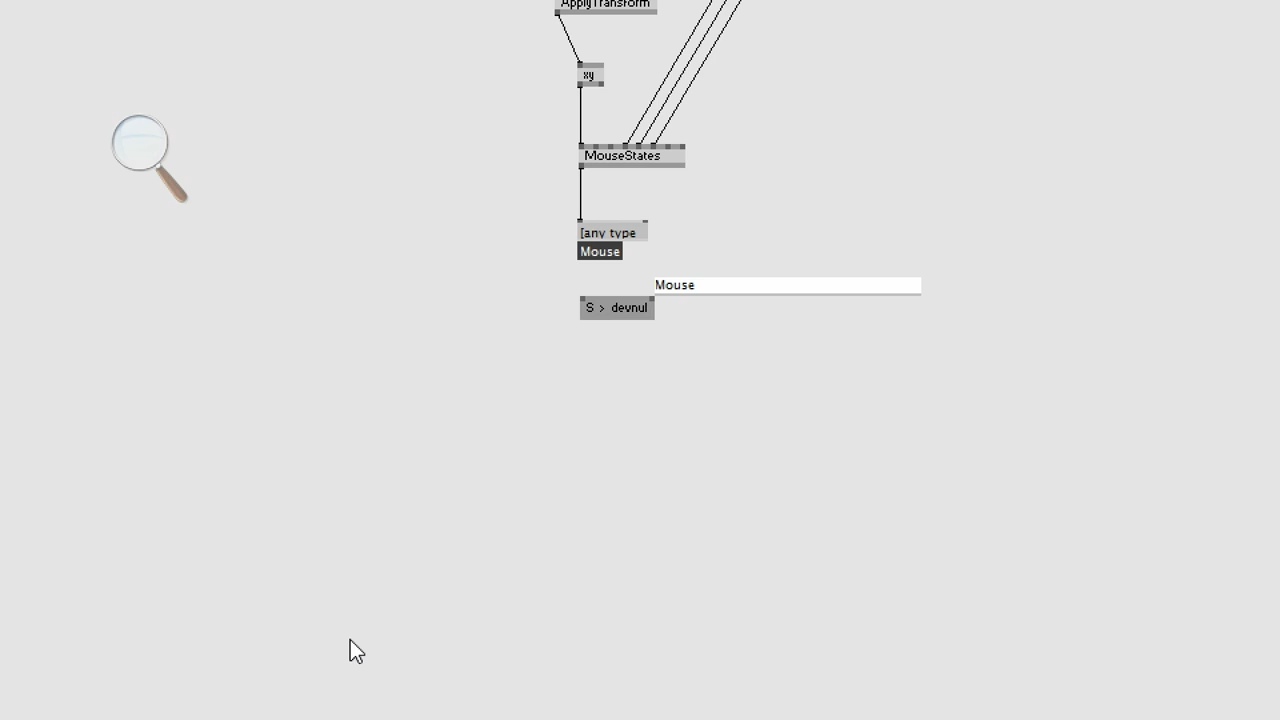 ApplyTransform
xy
MouseStates
[any type
Mouse
Mouse
S > devnul